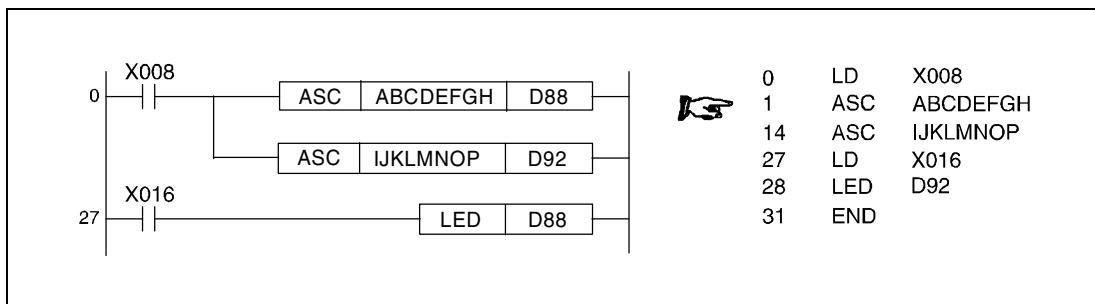 X008
0 ASC ABCDEFGH D88
ASC IJKLMNOP D92
X016
27 LED D88
0 LD X008
1 ASC ABCDEFGH
14 ASC IJKLMNOP
27 LD X016
28 LED D92
31 END